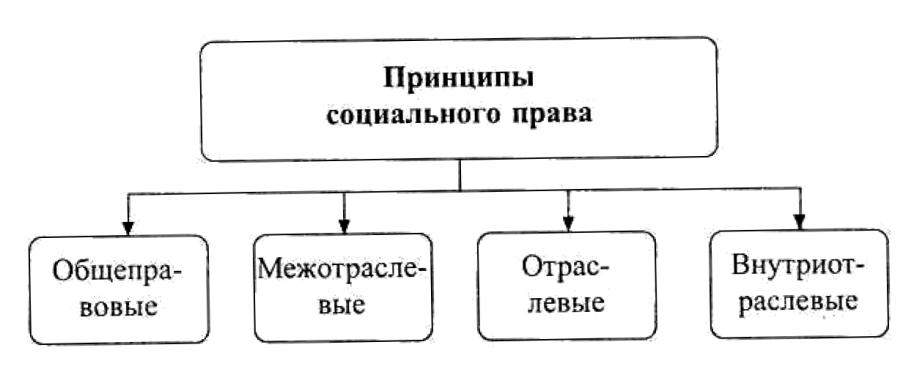 Принципы
социального права
Общепра-
вовые
Межотрасле-
вые
Отрас-
левые
Внутриот-
раслевые